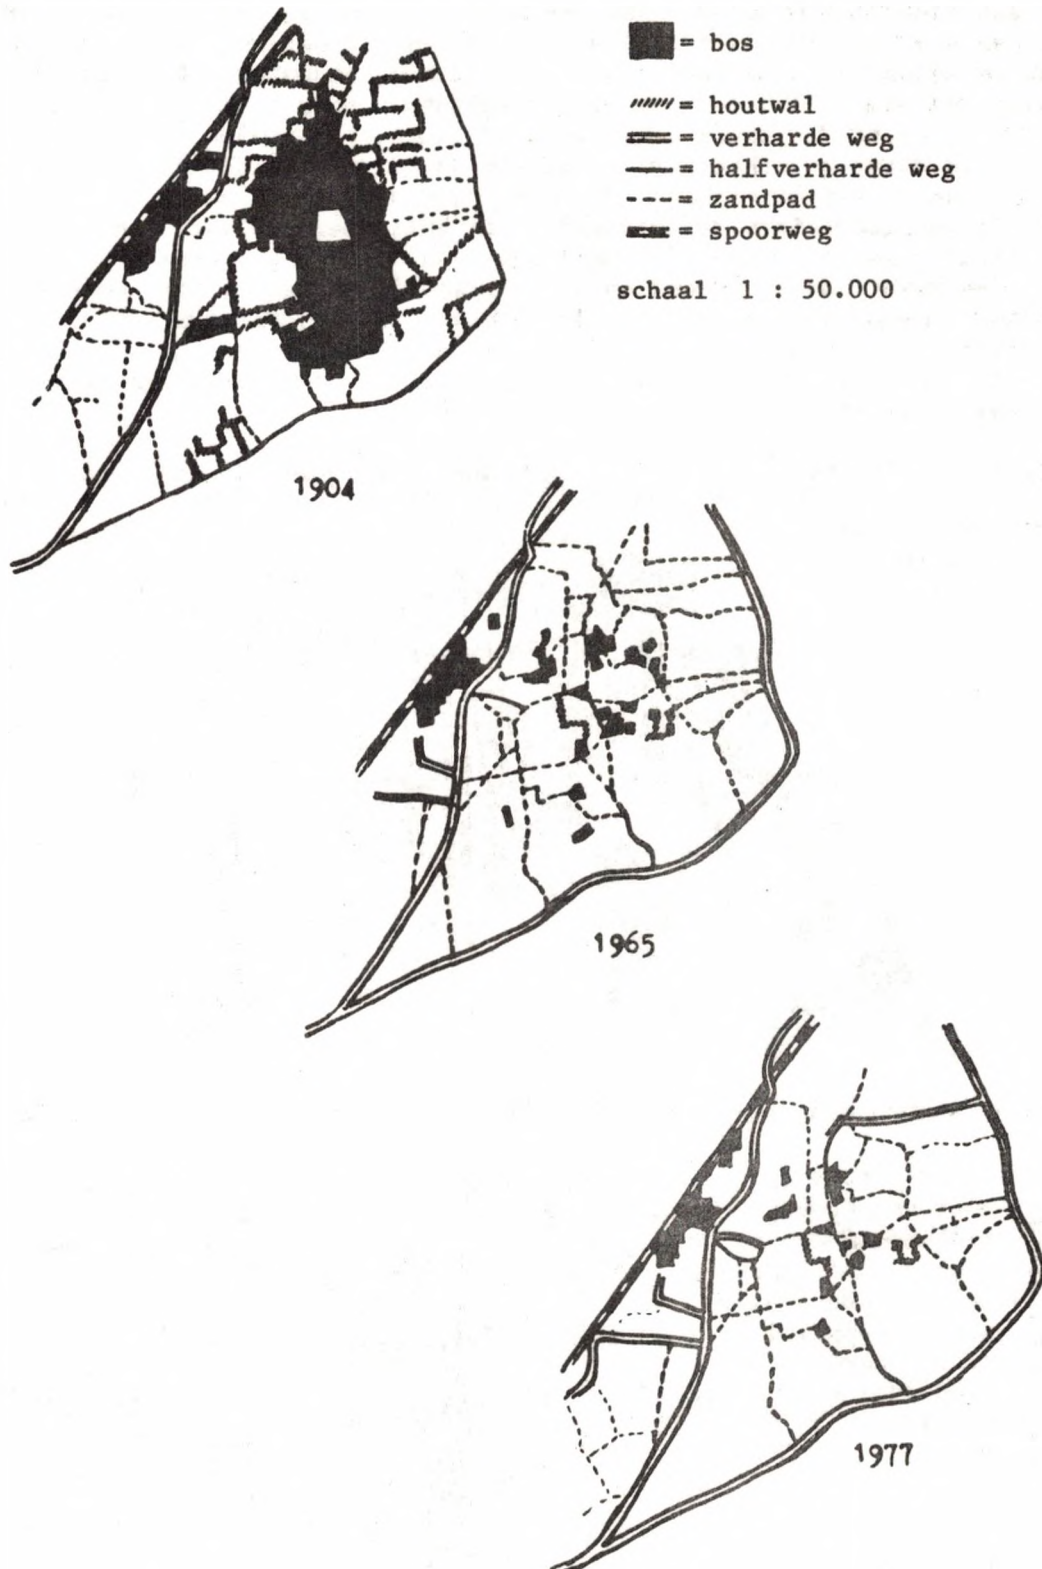 = bos
= houtwal
= verharde weg
= halfverharde weg
= zandpad
= spoorweg
schaal 1 : 50.000
1904
1965
1977